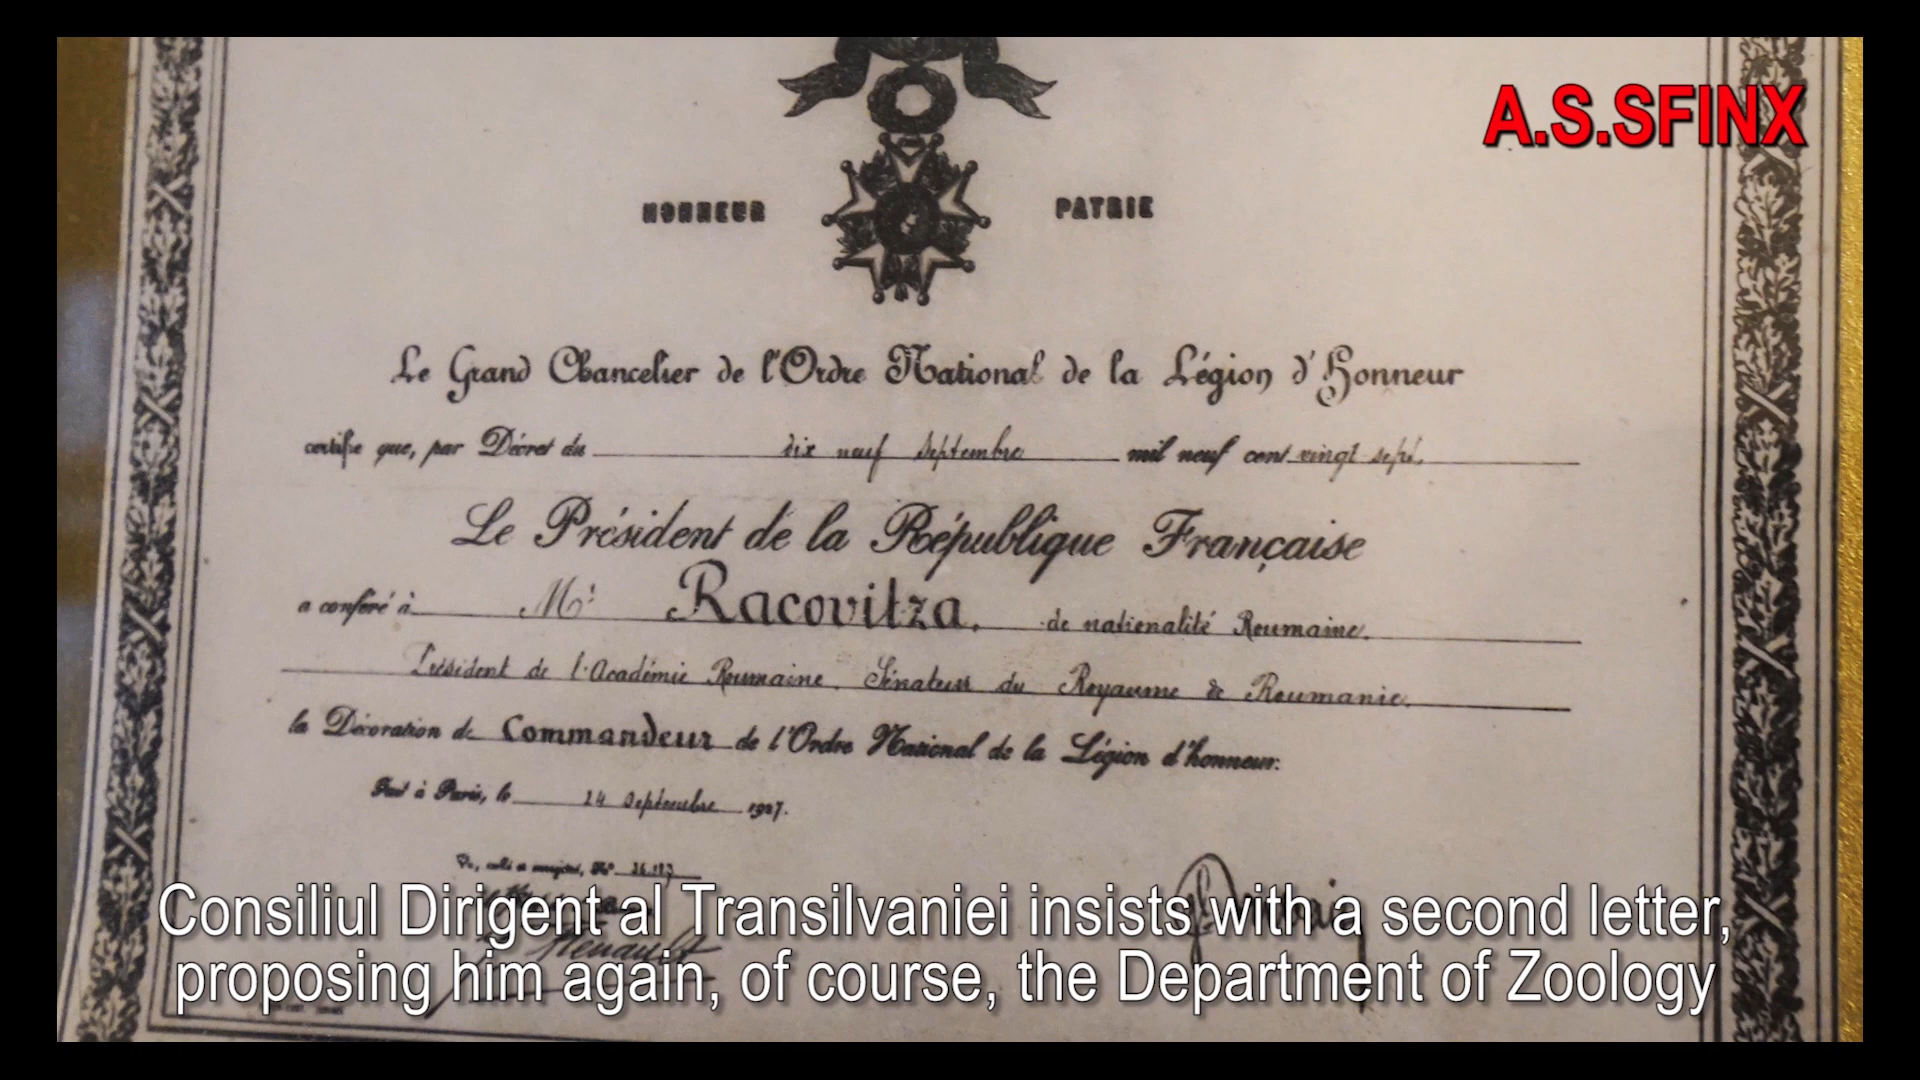 A.S.SFINX
HONNEUR PATRIE
Le Grand Chancelier de l'Ordre National de la Légion d'Honneur
certifie que, par Décret du dix neuf Septembre mil neuf cent vingt sept,
Le Président de la République Française
a conféré à Mr Racovitza, de nationalité Roumaine,
Président de l'Académie Roumaine, Sénateur du Royaume de Roumanie,
la Décoration de Commandeur de l'Ordre National de la Légion d'honneur:
Fait à Paris, le 24 Septembre 1927.
Consiliul Dirigent al Transilvaniei insists with a second letter,
proposing him again, of course, the Department of Zoology